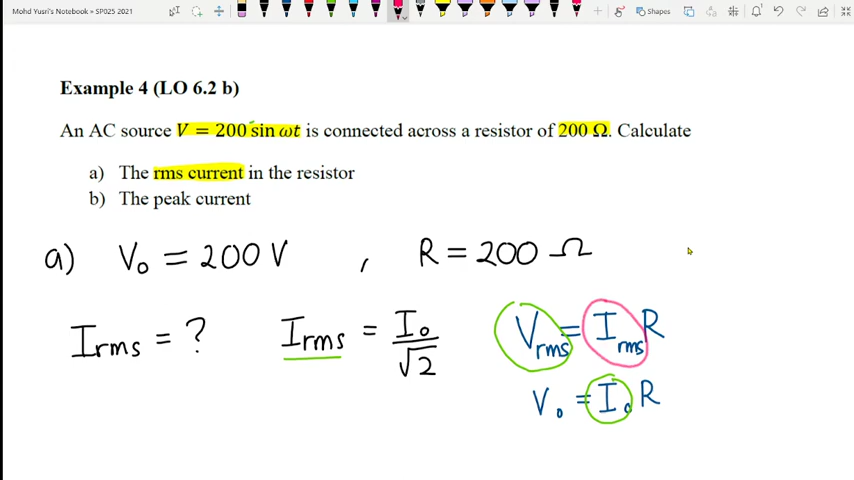 Mohd Yusri's Notebook » SP025 2021
Shapes
Example 4 (LO 6.2 b)
An AC source V = 200 sin ωt is connected across a resistor of 200 Ω. Calculate
a) The rms current in the resistor
b) The peak current
a) V₀ = 200 V , R = 200 Ω
Irms = ? Irms = I₀/√2 Vrms = Irms R
V₀ = I₀ R